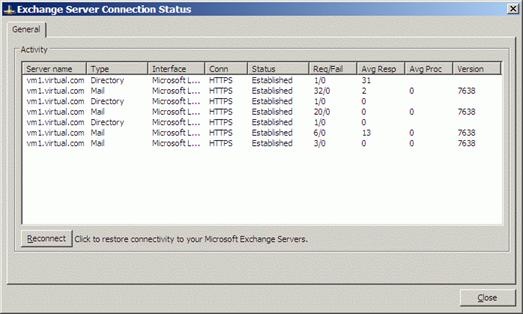 Exchange Server Connection Status
General
Activity
Server name Type Interface Conn Status Req/Fail Avg Resp Avg Proc Version
vm1.virtual.com Directory Microsoft L... HTTPS Established 1/0 31
vm1.virtual.com Mail Microsoft L... HTTPS Established 32/0 2 0 7638
vm1.virtual.com Directory Microsoft L... HTTPS Established 1/0 0
vm1.virtual.com Mail Microsoft L... HTTPS Established 20/0 0 0 7638
vm1.virtual.com Directory Microsoft L... HTTPS Established 1/0 0
vm1.virtual.com Mail Microsoft L... HTTPS Established 6/0 13 0 7638
vm1.virtual.com Mail Microsoft L... HTTPS Established 3/0 0 7638
Reconnect Click to restore connectivity to your Microsoft Exchange Servers.
Close